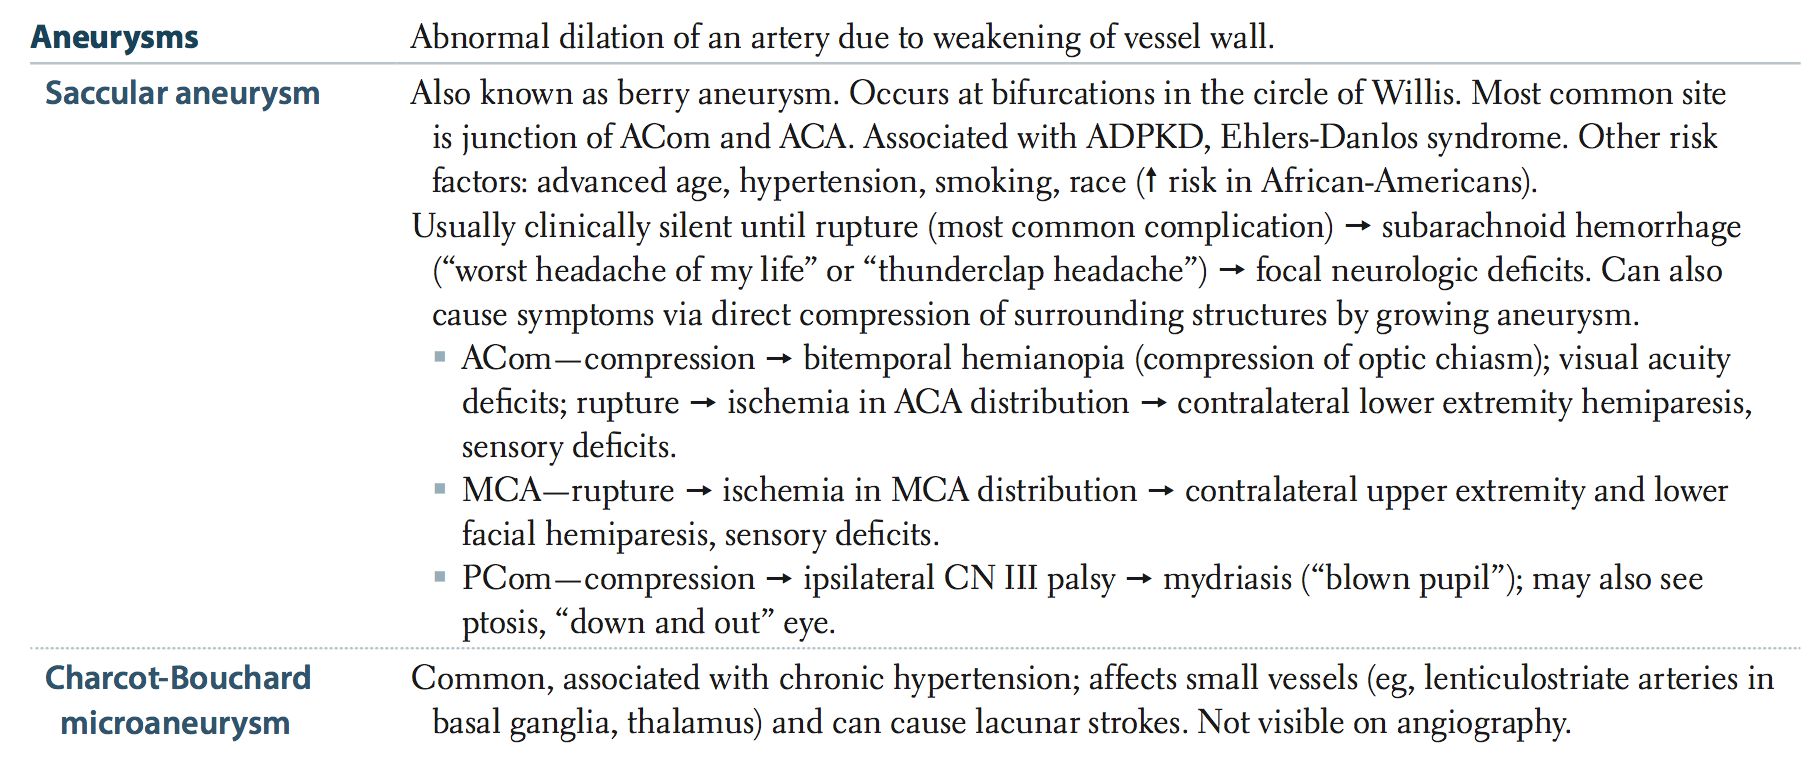 Aneurysms Abnormal dilation of an artery due to weakening of vessel wall.
Saccular aneurysm Also known as berry aneurysm. Occurs at bifurcations in the circle of Willis. Most common site
is junction of ACom and ACA. Associated with ADPKD, Ehlers-Danlos syndrome. Other risk
factors: advanced age, hypertension, smoking, race (↑ risk in African-Americans).
Usually clinically silent until rupture (most common complication) → subarachnoid hemorrhage
(“worst headache of my life” or “thunderclap headache”) → focal neurologic deficits. Can also
cause symptoms via direct compression of surrounding structures by growing aneurysm.
▪ ACom—compression → bitemporal hemianopia (compression of optic chiasm); visual acuity
deficits; rupture → ischemia in ACA distribution → contralateral lower extremity hemiparesis,
sensory deficits.
▪ MCA—rupture → ischemia in MCA distribution → contralateral upper extremity and lower
facial hemiparesis, sensory deficits.
▪ PCom—compression → ipsilateral CN III palsy → mydriasis (“blown pupil”); may also see
ptosis, “down and out” eye.
Charcot-Bouchard Common, associated with chronic hypertension; affects small vessels (eg, lenticulostriate arteries in
microaneurysm basal ganglia, thalamus) and can cause lacunar strokes. Not visible on angiography.